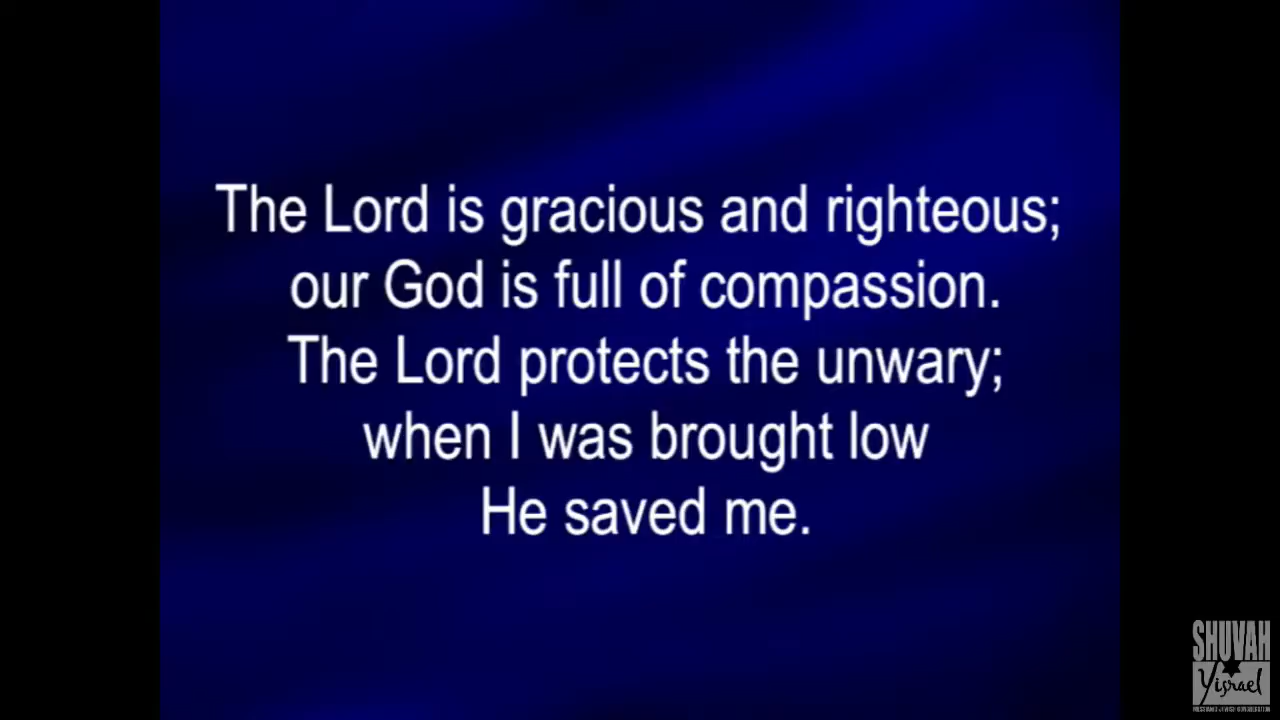 The Lord is gracious and righteous;
our God is full of compassion.
The Lord protects the unwary;
when I was brought low
He saved me.
SHUVAH
Yisrael